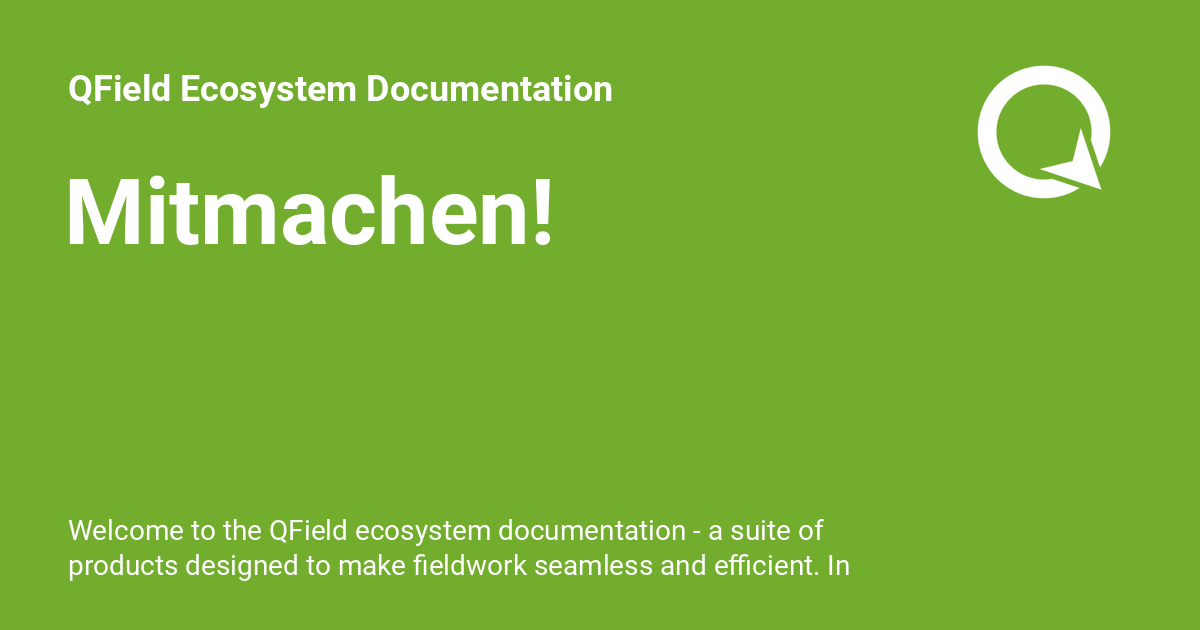 QField Ecosystem Documentation
Mitmachen!
Welcome to the QField ecosystem documentation - a suite of
products designed to make fieldwork seamless and efficient. In